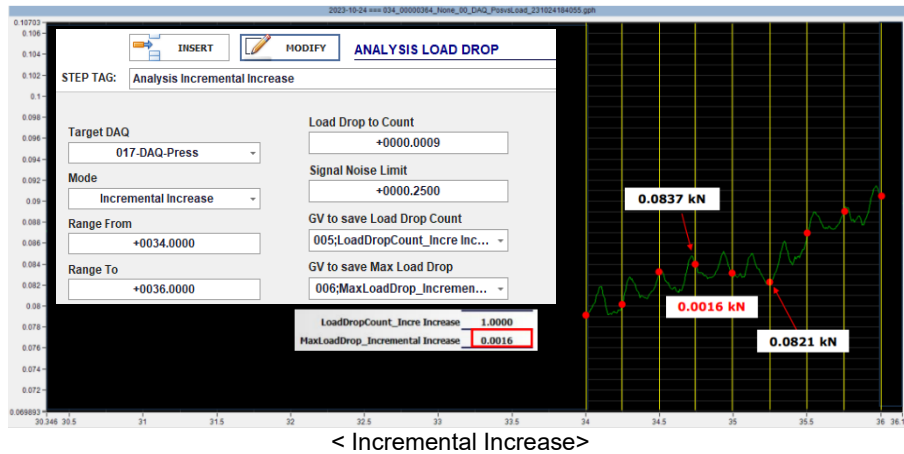 2023-10-24 === 034_00000364_None_00_DAQ_PosvsLoad_231024184055.gph
0.10703
0.106
INSERT
MODIFY
ANALYSIS LOAD DROP
0.104
0.102
STEP TAG:
Analysis Incremental Increase
0.1
0.098
Load Drop to Count
Target DAQ
+0000.0009
0.096
017-DAQ-Press
0.094
Signal Noise Limit
Mode
0.092
+0000.2500
Incremental Increase
0.09
0.0837 kN
GV to save Load Drop Count
Range From
0.088
005;LoadDropCount_Incre Inc...
+0034.0000
0.086
GV to save Max Load Drop
Range To
0.084
006;MaxLoadDrop_Incremen...
+0036.0000
0.082
0.08
0.0016 kN
LoadDropCount_Incre Increase 1.0000
0.078
MaxLoadDrop_Incremental Increase 0.0016
0.0821 kN
0.076
0.074
0.072
0.069893
30.346 30.5 31 31.5 32 32.5 33 33.5 34 34.5 35 35.5 36 36.1
< Incremental Increase>